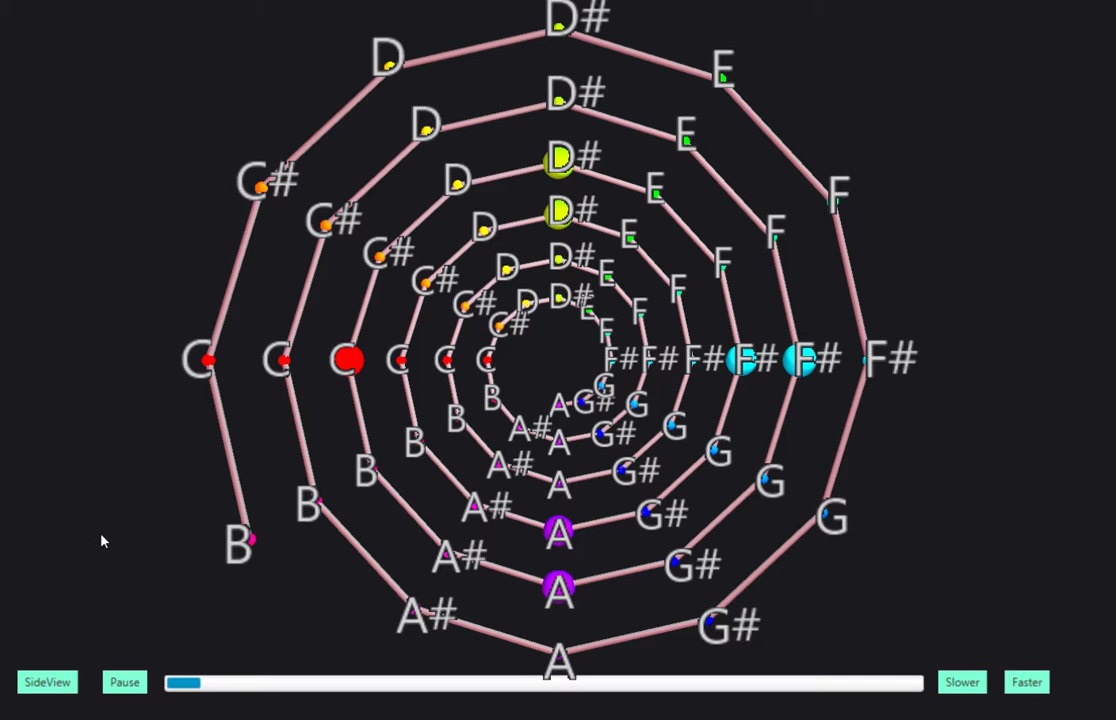 D#
D
E
D#
D E
D#
C# D E F
C# D# 
D E F
C# D# F
D E
C# F
D# E
C# D F
C# F
C C C C C C F# F# F# F# F# F#
G
B A G# G
B A# G# G
B A G
A# G#
B A G
B A# G# G
B A
A# G#
A
A# G#
A
SideView Pause Slower Faster